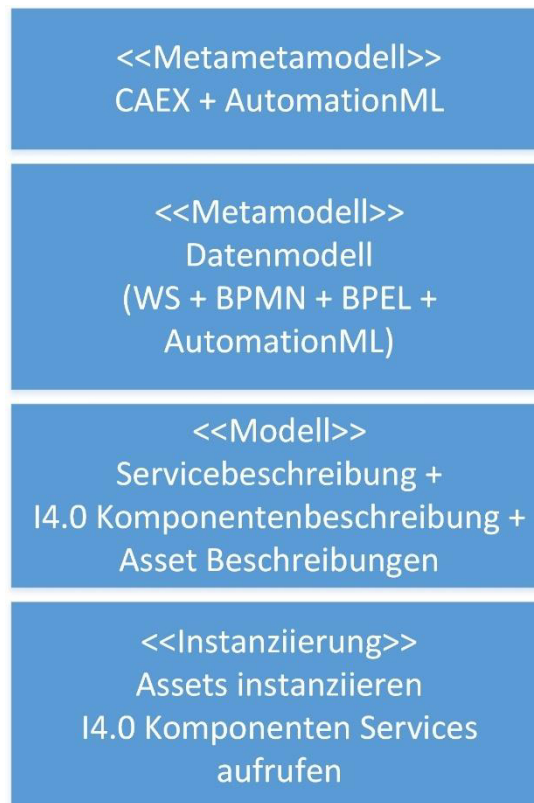 <<Metametamodell>>
CAEX + AutomationML
<<Metamodell>>
Datenmodell
(WS + BPMN + BPEL +
AutomationML)
<<Modell>>
Servicebeschreibung +
I4.0 Komponentenbeschreibung +
Asset Beschreibungen
<<Instanziierung>>
Assets instanziieren
I4.0 Komponenten Services
aufrufen